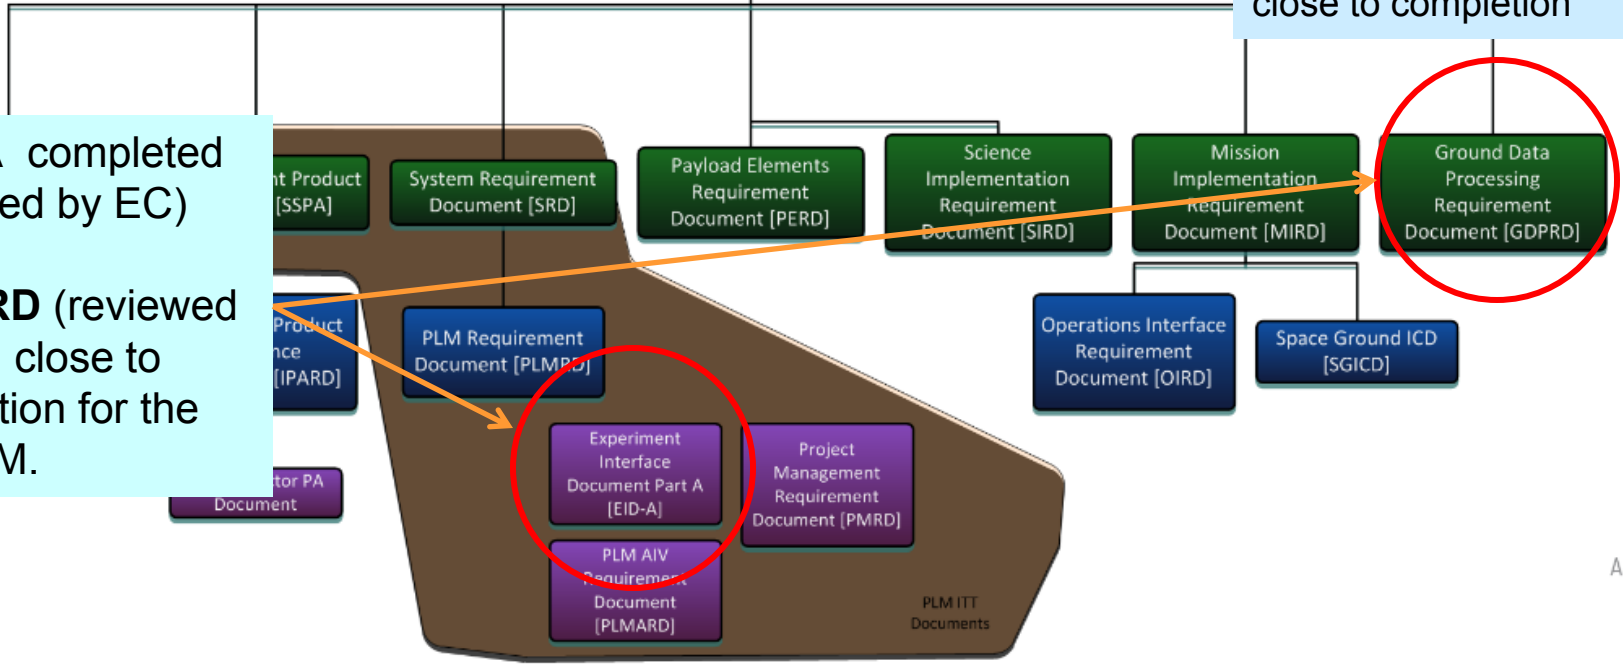 close to completion
completed
ed by EC)
RD (reviewed
close to
tion for the
M.
nt Product
[SSPA]
System Requirement
Document [SRD]
Payload Elements
Requirement
Document [PERD]
Science
Implementation
Requirement
Document [SIRD]
Mission
Implementation
Requirement
Document [MIRD]
Ground Data
Processing
Requirement
Document [GDPRD]
Product
nce
[IPARD]
PLM Requirement
Document [PLMRD]
Operations Interface
Requirement
Document [OIRD]
Space Ground ICD
[SGICD]
tor PA
Document
Experiment
Interface
Document Part A
[EID-A]
Project
Management
Requirement
Document [PMRD]
PLM AIV
Requirement
Document
[PLMARD]
PLM ITT
Documents
A